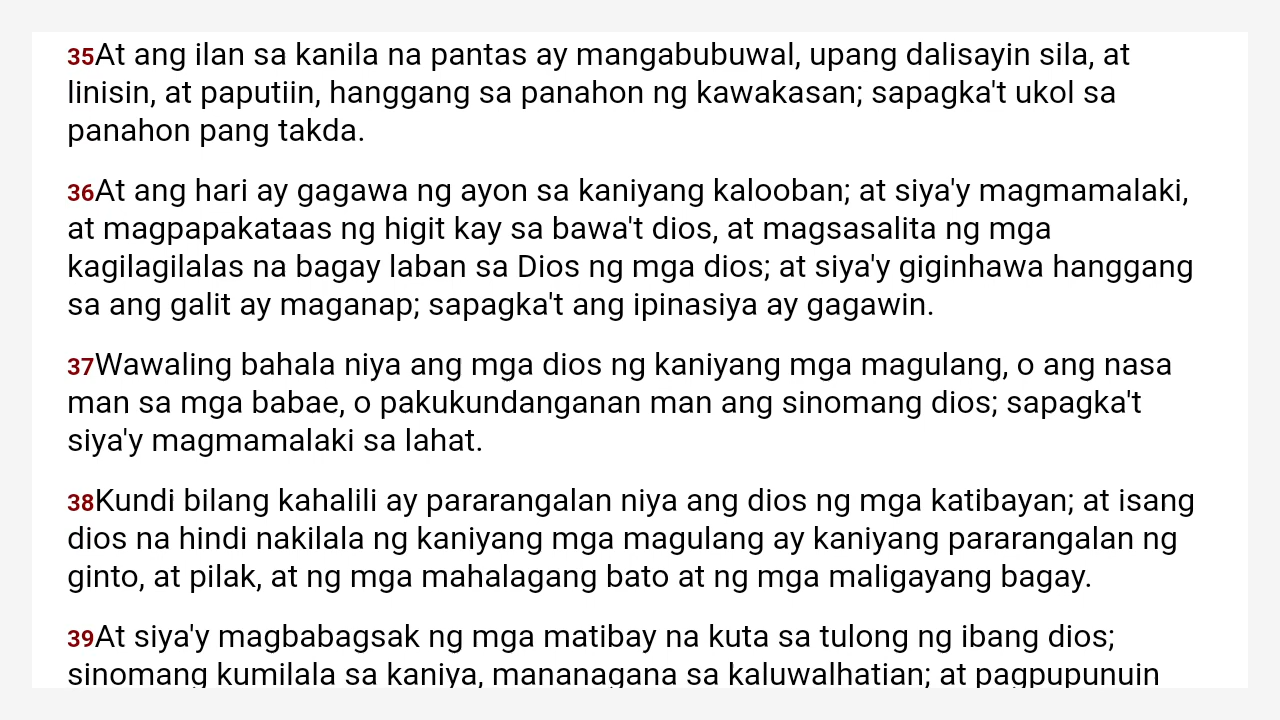 35At ang ilan sa kanila na pantas ay mangabubuwal, upang dalisayin sila, at
linisin, at paputiin, hanggang sa panahon ng kawakasan; sapagka't ukol sa
panahon pang takda.
36At ang hari ay gagawa ng ayon sa kaniyang kalooban; at siya'y magmamalaki,
at magpapakataas ng higit kay sa bawa't dios, at magsasalita ng mga
kagilagilalas na bagay laban sa Dios ng mga dios; at siya'y giginhawa hanggang
sa ang galit ay maganap; sapagka't ang ipinasiya ay gagawin.
37Wawaling bahala niya ang mga dios ng kaniyang mga magulang, o ang nasa
man sa mga babae, o pakukundanganan man ang sinomang dios; sapagka't
siya'y magmamalaki sa lahat.
38Kundi bilang kahalili ay pararangalan niya ang dios ng mga katibayan; at isang
dios na hindi nakilala ng kaniyang mga magulang ay kaniyang pararangalan ng
ginto, at pilak, at ng mga mahalagang bato at ng mga maligayang bagay.
39At siya'y magbabagsak ng mga matibay na kuta sa tulong ng ibang dios;
sinomang kumilala sa kaniya, mananagana sa kaluwalhatian; at pagpupunuin